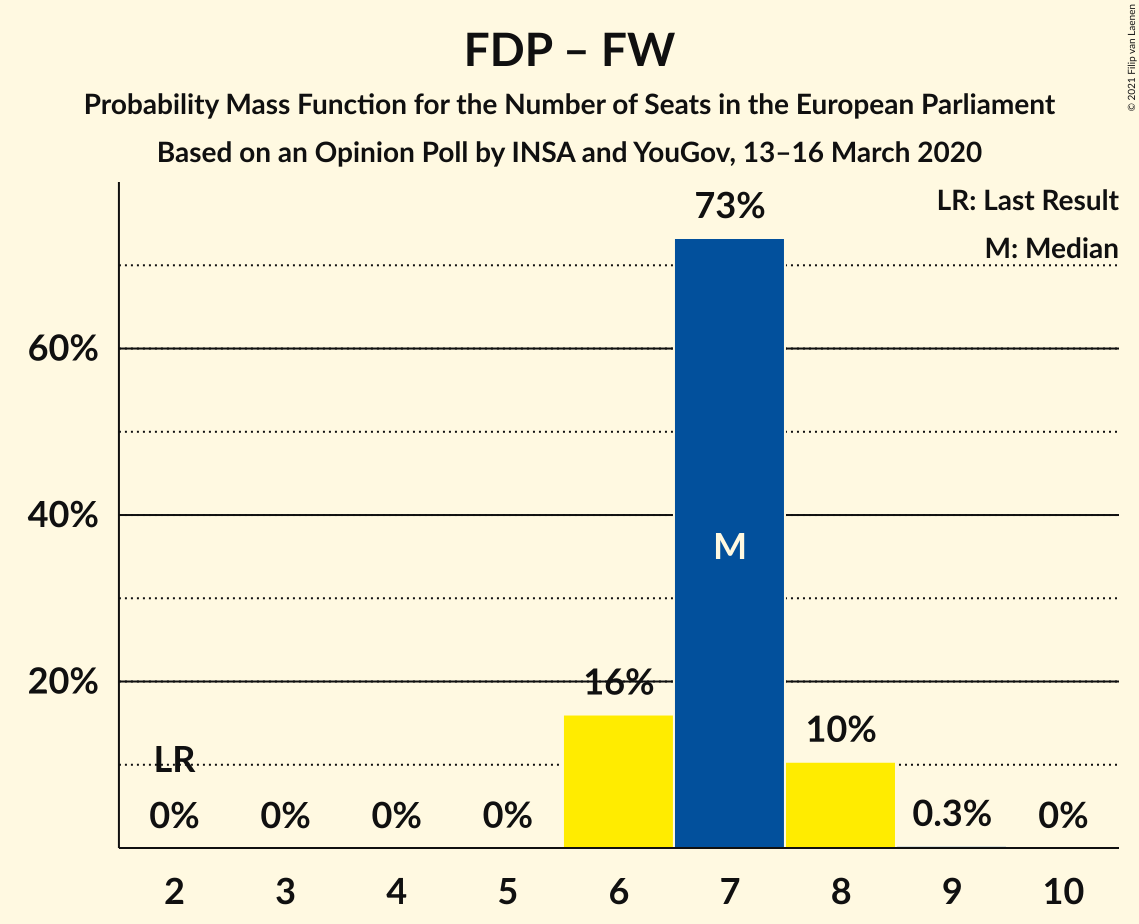 FDP – FW
Probability Mass Function for the Number of Seats in the European Parliament
Based on an Opinion Poll by INSA and YouGov, 13–16 March 2020
© 2021 Filip van Laenen
LR: Last Result
M: Median
73%
60%
40%
M
20%
16%
10%
LR
0%
0%
0%
0%
0.3%
0%
2 3 4 5 6 7 8 9 10